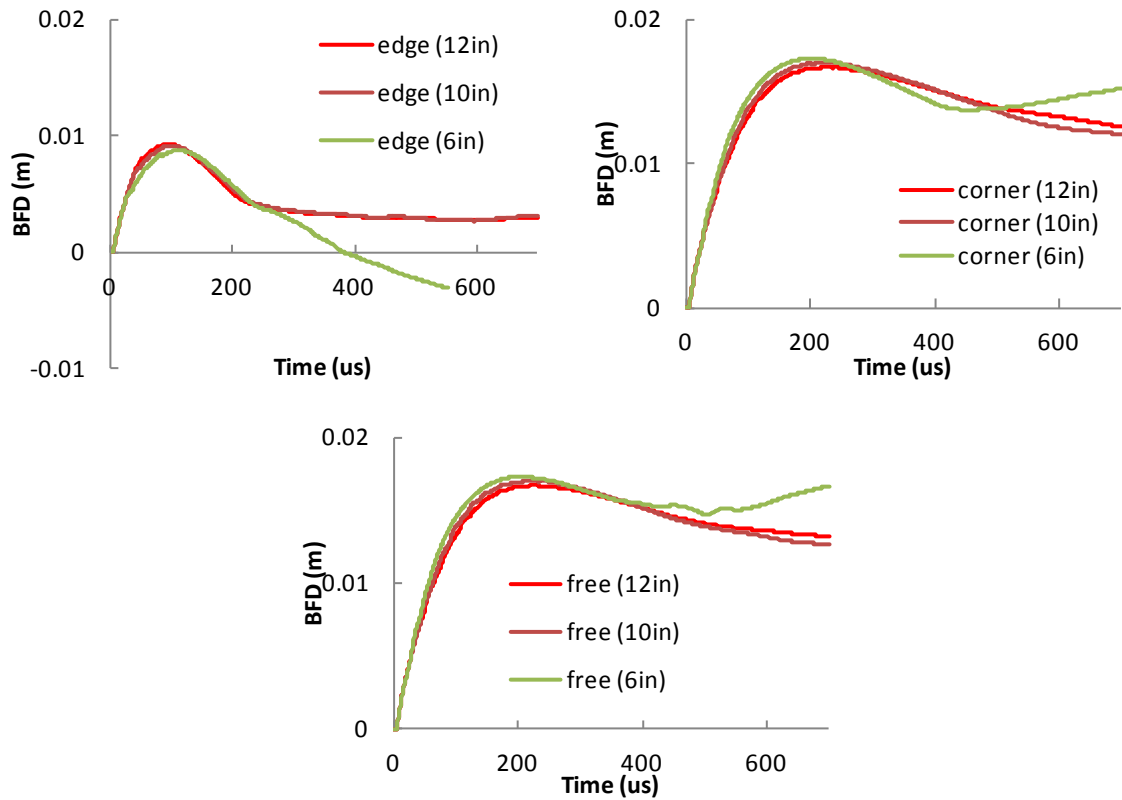 0.02
0.01
0
-0.01
BFD (m)
0
200
400
600
Time (us)
edge (12in)
edge (10in)
edge (6in)
0.02
0.01
0
BFD (m)
0
200
400
600
Time (us)
corner (12in)
corner (10in)
corner (6in)
0.02
0.01
0
BFD (m)
0
200
400
600
Time (us)
free (12in)
free (10in)
free (6in)